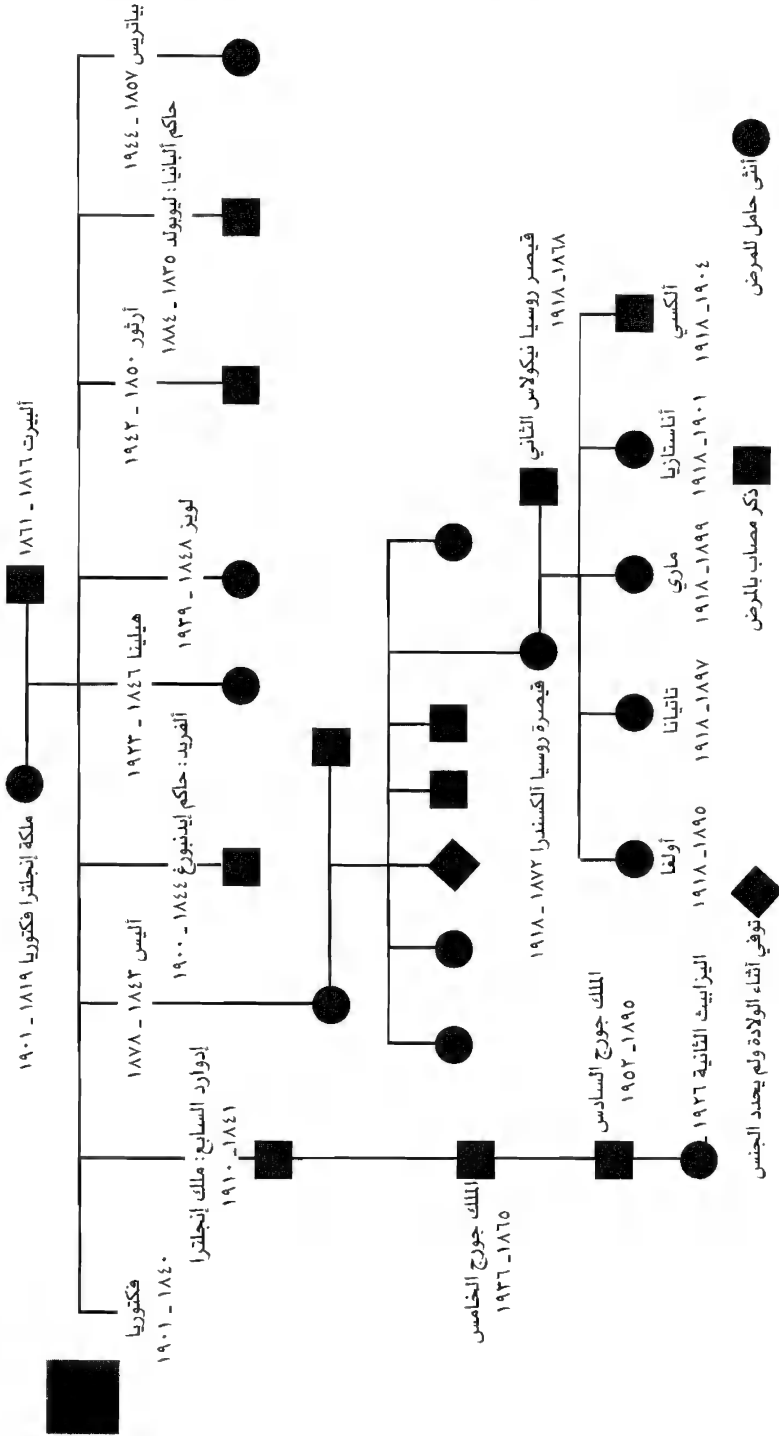 ملكة إنجلترا فكتوريا ١٨١٩ - ١٩٠١
ألبيرت ١٨١٦ - ١٨٦١
فكتوريا
١٨٤٠ - ١٩٠١
إدوارد السابع: ملك إنجلترا
١٨٤١ - ١٩١٠
أليس ١٨٤٣ - ١٨٧٨
الفريد: حاكم إيدنبورغ ١٨٤٤ - ١٩٠٠
هيلينا ١٨٤٦ - ١٩٢٣
لويز ١٨٤٨ - ١٩٣٩
أرثور ١٨٥٠ - ١٩٤٢
حاكم ألبانيا: ليوبولد ١٨٣٥ - ١٨٨٤
بياتريس ١٨٥٧ - ١٩٤٤
الملك جورج الخامس
١٨٦٥ - ١٩٣٦
الملك جورج السادس
١٨٩٥ - ١٩٥٢
اليزابيث الثانية ١٩٢٦ -
قيصرة روسيا ألكسندرا ١٨٧٢ - ١٩١٨
قيصر روسيا نيكولاس الثاني
١٨٦٨ - ١٩١٨
أولغا
١٨٩٥ - ١٩١٨
تاتيانا
١٨٩٧ - ١٩١٨
ماري
١٨٩٩ - ١٩١٨
أناستازيا
١٩٠١ - ١٩١٨
ألكسي
١٩٠٤ - ١٩١٨
توفي أثناء الولادة ولم يحدد الجنس
ذكر مصاب بالمرض
أنثى حامل للمرض